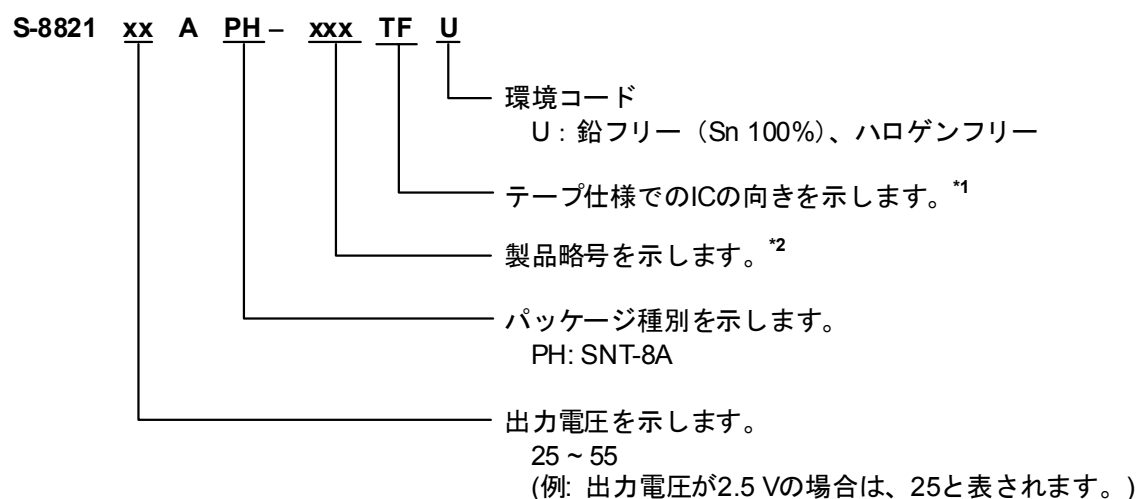 S-8821 xx A PH – xxx TF U
環境コード
U : 鉛フリー（Sn 100%）、ハロゲンフリー
テープ仕様でのICの向きを示します。*1
製品略号を示します。*2
パッケージ種別を示します。
PH: SNT-8A
出力電圧を示します。
25 ~ 55
(例: 出力電圧が2.5 Vの場合は、25と表されます。)